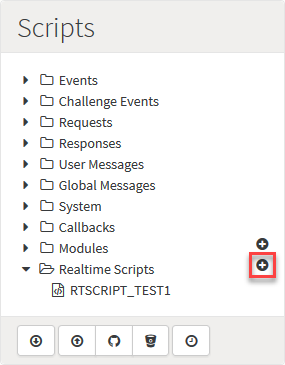 Scripts
Events
Challenge Events
Requests
Responses
User Messages
Global Messages
System
Callbacks
Modules
Realtime Scripts
RTSCRIPT_TEST1